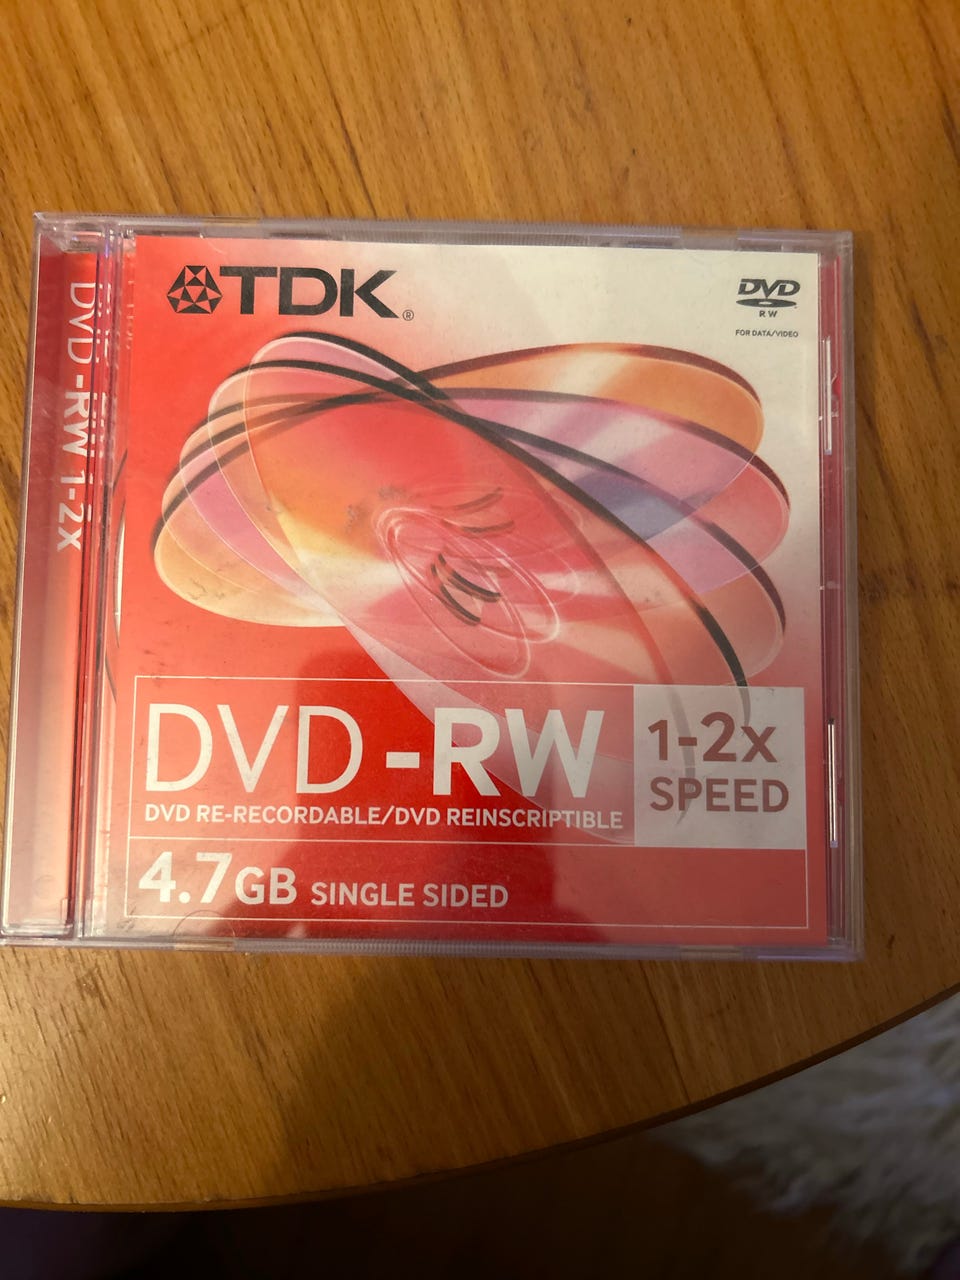 TDK®
DVD
RW
FOR DATA/VIDEO
DVD -RW 1-2x
DVD -RW
1-2x
SPEED
DVD RE-RECORDABLE/DVD REINSCRIPTIBLE
4.7GB SINGLE SIDED